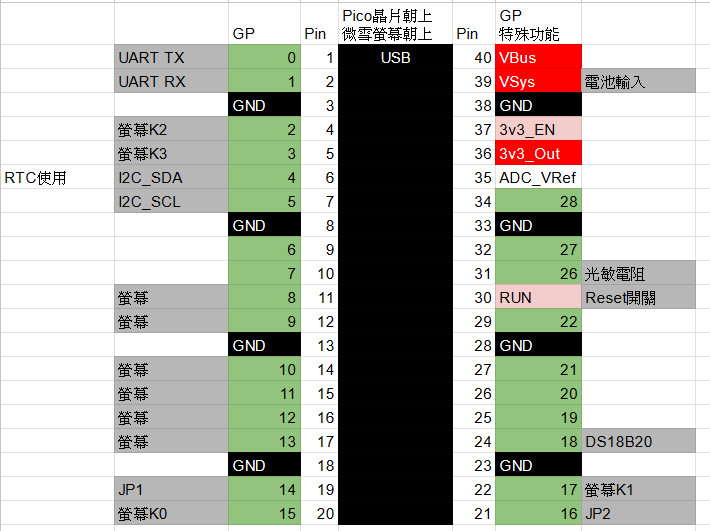 GP Pin Pico晶片朝上 Pin GP
微雪螢幕朝上 特殊功能
UART TX 0 1 USB 40 VBus
UART RX 1 2 39 VSys 電池輸入
GND 3 38 GND
螢幕K2 2 4 37 3v3_EN
螢幕K3 3 5 36 3v3_Out
RTC使用 I2C_SDA 4 6 35 ADC_VRef
I2C_SCL 5 7 34 28
GND 8 33 GND
6 9 32 27
7 10 31 26 光敏電阻
螢幕 8 11 30 RUN Reset開關
螢幕 9 12 29 22
GND 13 28 GND
螢幕 10 14 27 21
螢幕 11 15 26 20
螢幕 12 16 25 19
螢幕 13 17 24 18 DS18B20
GND 18 23 GND
JP1 14 19 22 17 螢幕K1
螢幕K0 15 20 21 16 JP2